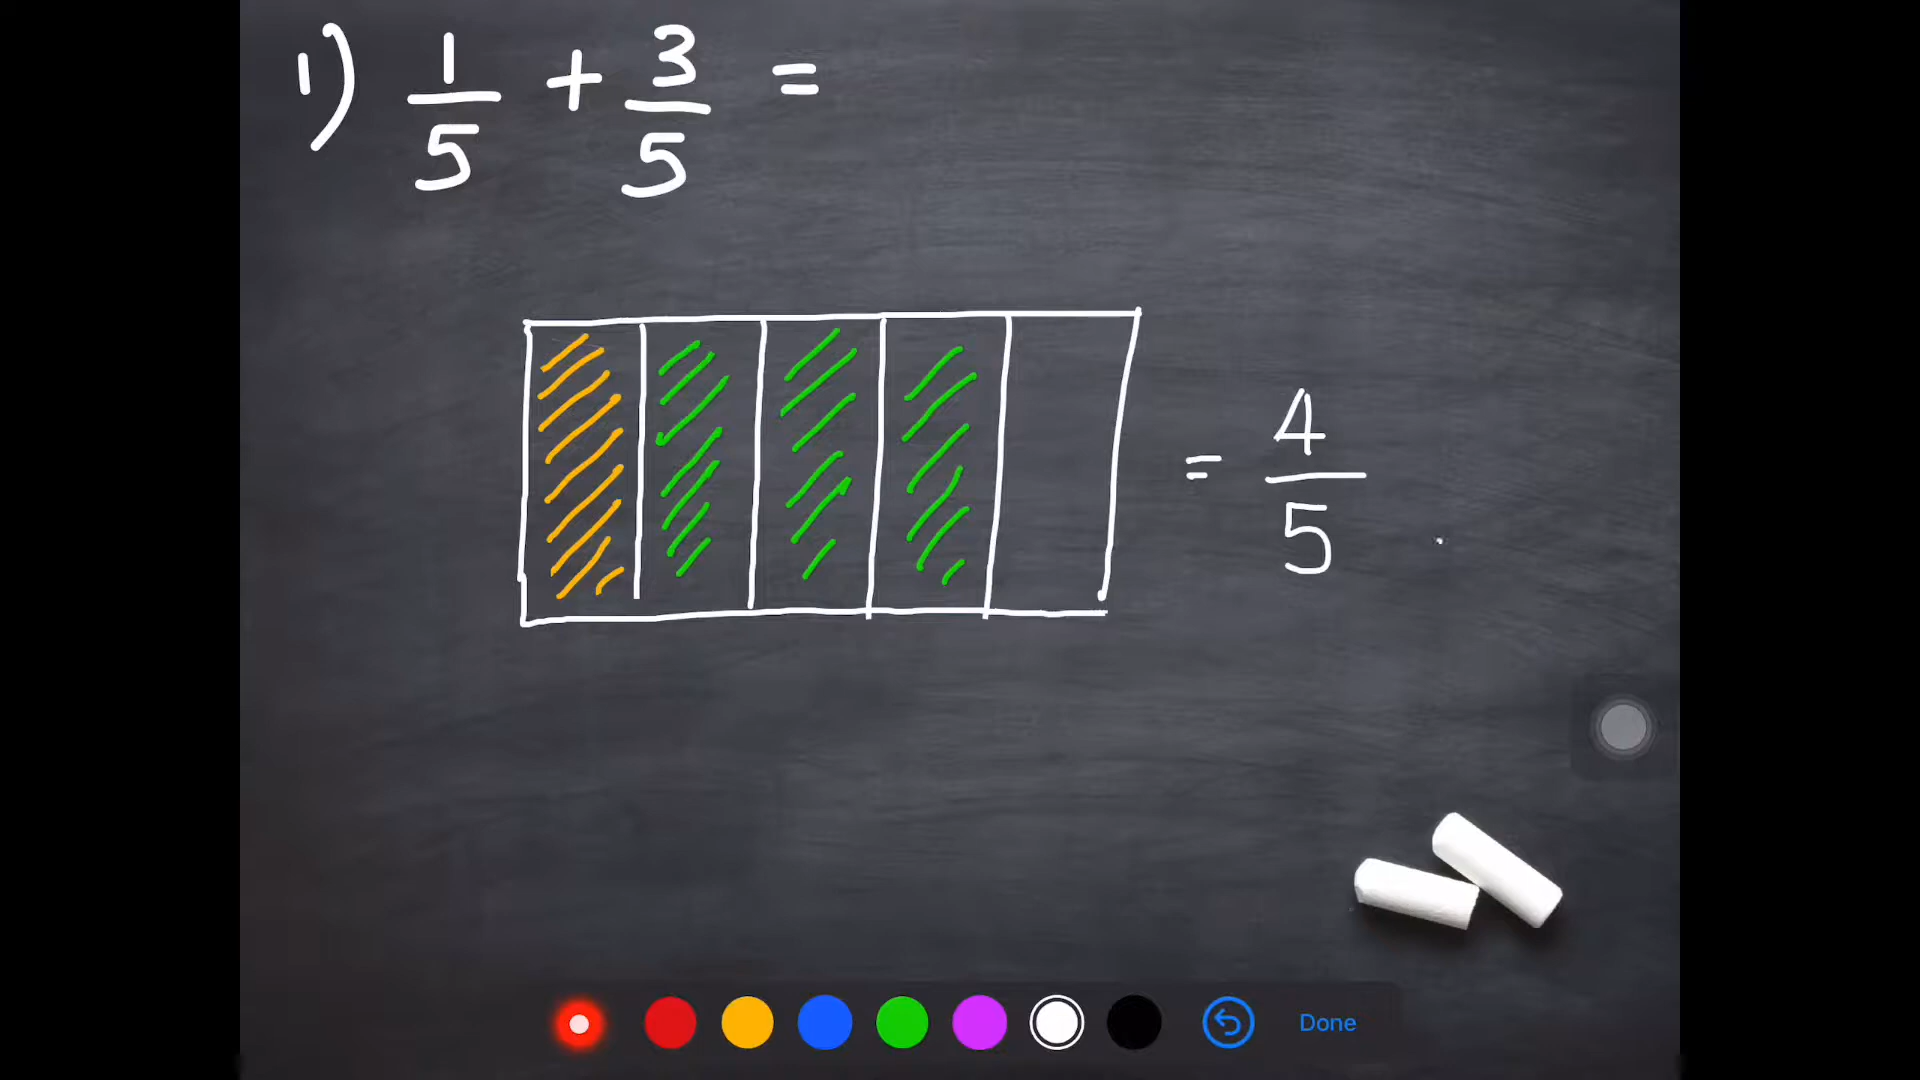 1) 1/5 + 3/5 =
= 4/5
Done